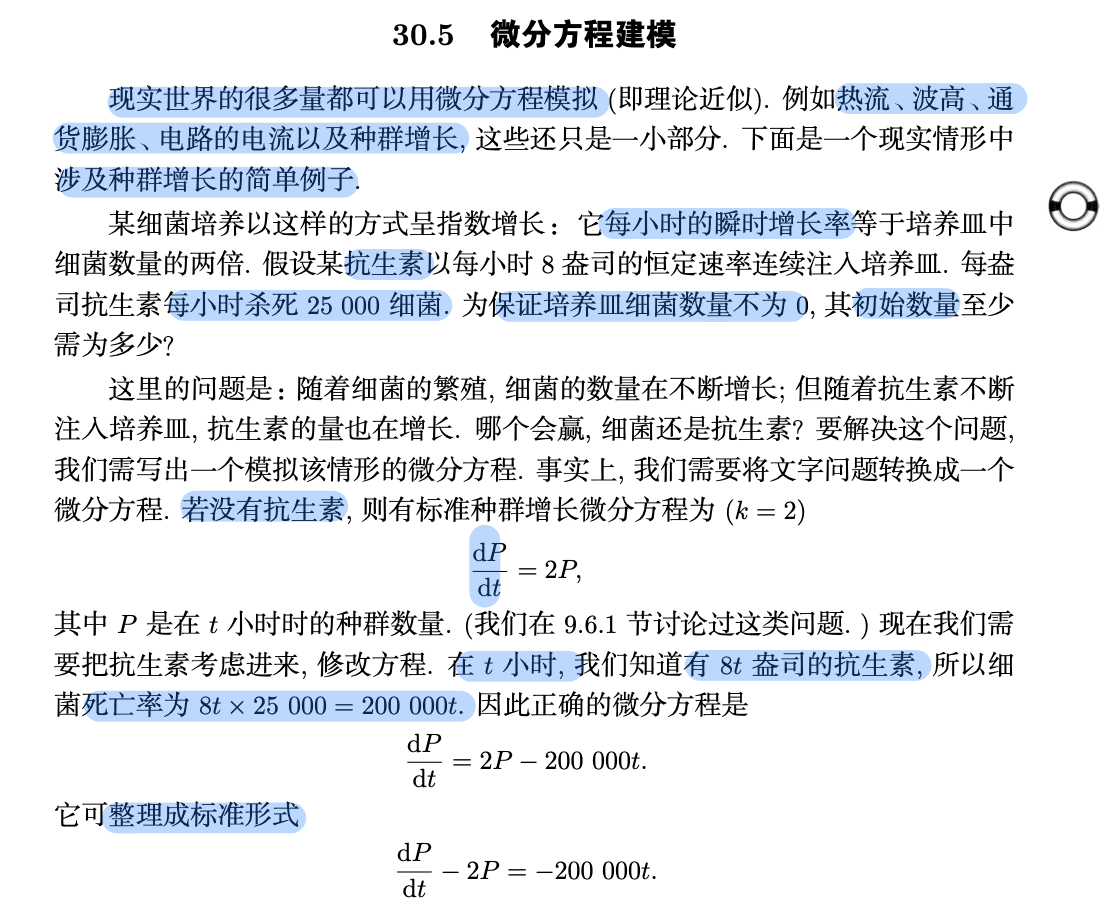 30.5 微分方程建模
现实世界的很多量都可以用微分方程模拟 (即理论近似). 例如热流、波高、通
货膨胀、电路的电流以及种群增长, 这些还只是一小部分. 下面是一个现实情形中
涉及种群增长的简单例子.
某细菌培养以这样的方式呈指数增长: 它每小时的瞬时增长率等于培养皿中
细菌数量的两倍. 假设某抗生素以每小时 8 盎司的恒定速率连续注入培养皿. 每盎
司抗生素每小时杀死 25 000 细菌. 为保证培养皿细菌数量不为 0, 其初始数量至少
需为多少?
这里的问题是: 随着细菌的繁殖, 细菌的数量在不断增长; 但随着抗生素不断
注入培养皿, 抗生素的量也在增长. 哪个会赢, 细菌还是抗生素? 要解决这个问题,
我们需写出一个模拟该情形的微分方程. 事实上, 我们需要将文字问题转换成一个
微分方程. 若没有抗生素, 则有标准种群增长微分方程为 (k = 2)
dP/dt = 2P,
其中 P 是在 t 小时时的种群数量. (我们在 9.6.1 节讨论过这类问题. ) 现在我们需
要把抗生素考虑进来, 修改方程. 在 t 小时, 我们知道有 8t 盎司的抗生素, 所以细
菌死亡率为 8t × 25 000 = 200 000t. 因此正确的微分方程是
dP/dt = 2P − 200 000t.
它可整理成标准形式
dP/dt − 2P = −200 000t.